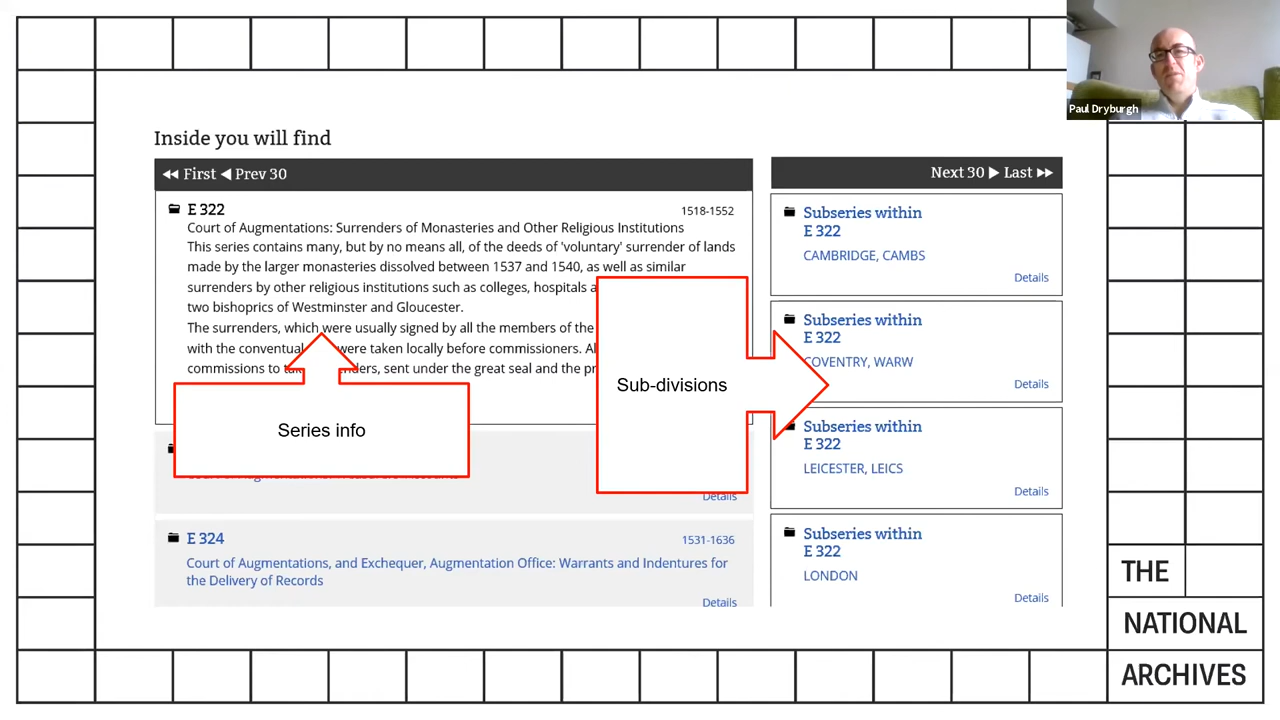 Paul Dryburgh
Inside you will find
First Prev 30
E 322
1518-1552
Court of Augmentations: Surrenders of Monasteries and Other Religious Institutions
This series contains many, but by no means all, of the deeds of 'voluntary' surrender of lands
made by the larger monasteries dissolved between 1537 and 1540, as well as similar
surrenders by other religious institutions such as colleges, hospitals
two bishoprics of Westminster and Gloucester.
The surrenders, which were usually signed by all the members of the
with the conventual were taken locally before commissioners.
commissions to sent under the great seal and the
Series info
Sub-divisions
Details
E 324
1531-1636
Court of Augmentations, and Exchequer, Augmentation Office: Warrants and Indentures for
the Delivery of Records
Details
Next 30 Last
Subseries within
E 322
CAMBRIDGE, CAMBS
Details
Subseries within
E 322
COVENTRY, WARW
Details
Subseries within
E 322
LEICESTER, LEICS
Details
Subseries within
E 322
LONDON
Details
THE
NATIONAL
ARCHIVES